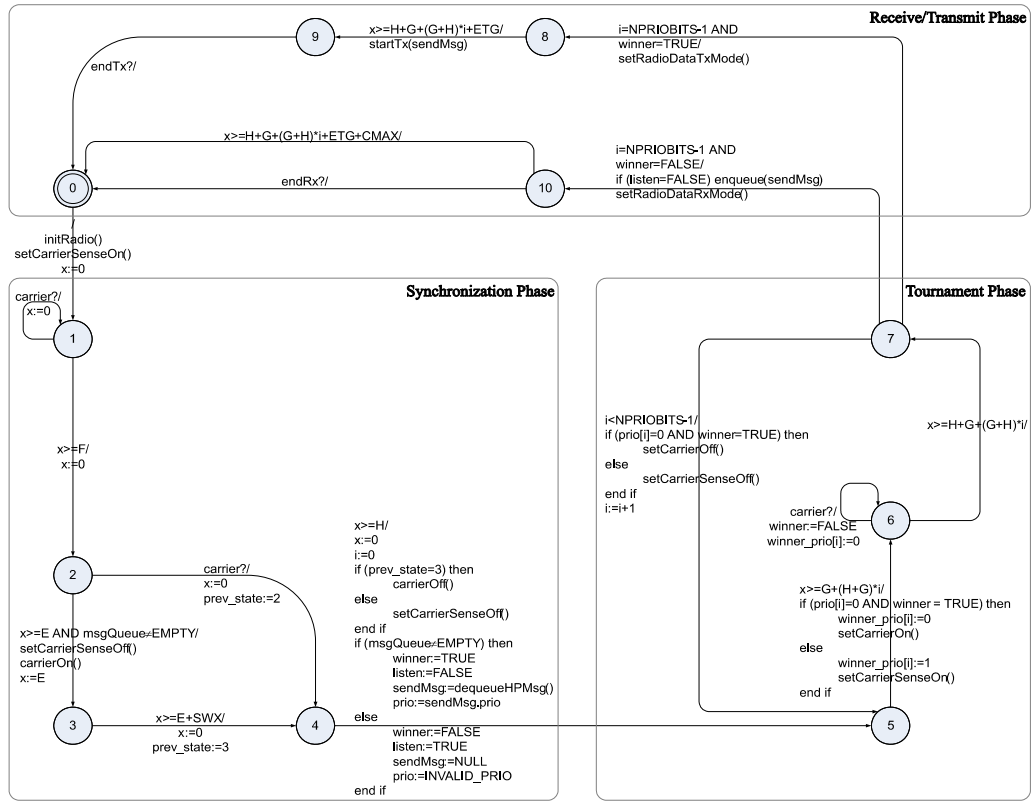 Receive/Transmit Phase
9
x>=H+G+(G+H)*i+ETG/
startTx(sendMsg)
8
i=NPRIOBITS-1 AND
winner=TRUE/
setRadioDataTxMode()
endTx?/
x>=H+G+(G+H)*i+ETG+CMAX/
i=NPRIOBITS-1 AND
winner=FALSE/
if (listen=FALSE) enqueue(sendMsg)
setRadioDataRxMode()
0
endRx?/
10
/
initRadio()
setCarrierSenseOn()
x:=0
Synchronization Phase
carrier?/
x:=0
1
x>=F/
x:=0
2
carrier?/
x:=0
prev_state:=2
x>=E AND msgQueue≠EMPTY/
setCarrierSenseOff()
carrierOn()
x:=E
3
x>=E+SWX/
x:=0
prev_state:=3
4
x>=H/
x:=0
i:=0
if (prev_state=3) then
carrierOff()
else
setCarrierSenseOff()
end if
if (msgQueue≠EMPTY) then
winner:=TRUE
listen:=FALSE
sendMsg:=dequeueHPMsg()
prio:=sendMsg.prio
else
winner:=FALSE
listen:=TRUE
sendMsg:=NULL
prio:=INVALID_PRIO
end if
Tournament Phase
7
i<NPRIOBITS-1/
if (prio[i]=0 AND winner=TRUE) then
setCarrierOff()
else
setCarrierSenseOff()
end if
i:=i+1
x>=H+G+(G+H)*i/
carrier?/
winner:=FALSE
winner_prio[i]:=0
6
x>=G+(H+G)*i/
if (prio[i]=0 AND winner = TRUE) then
winner_prio[i]:=0
setCarrierOn()
else
winner_prio[i]:=1
setCarrierSenseOn()
end if
5